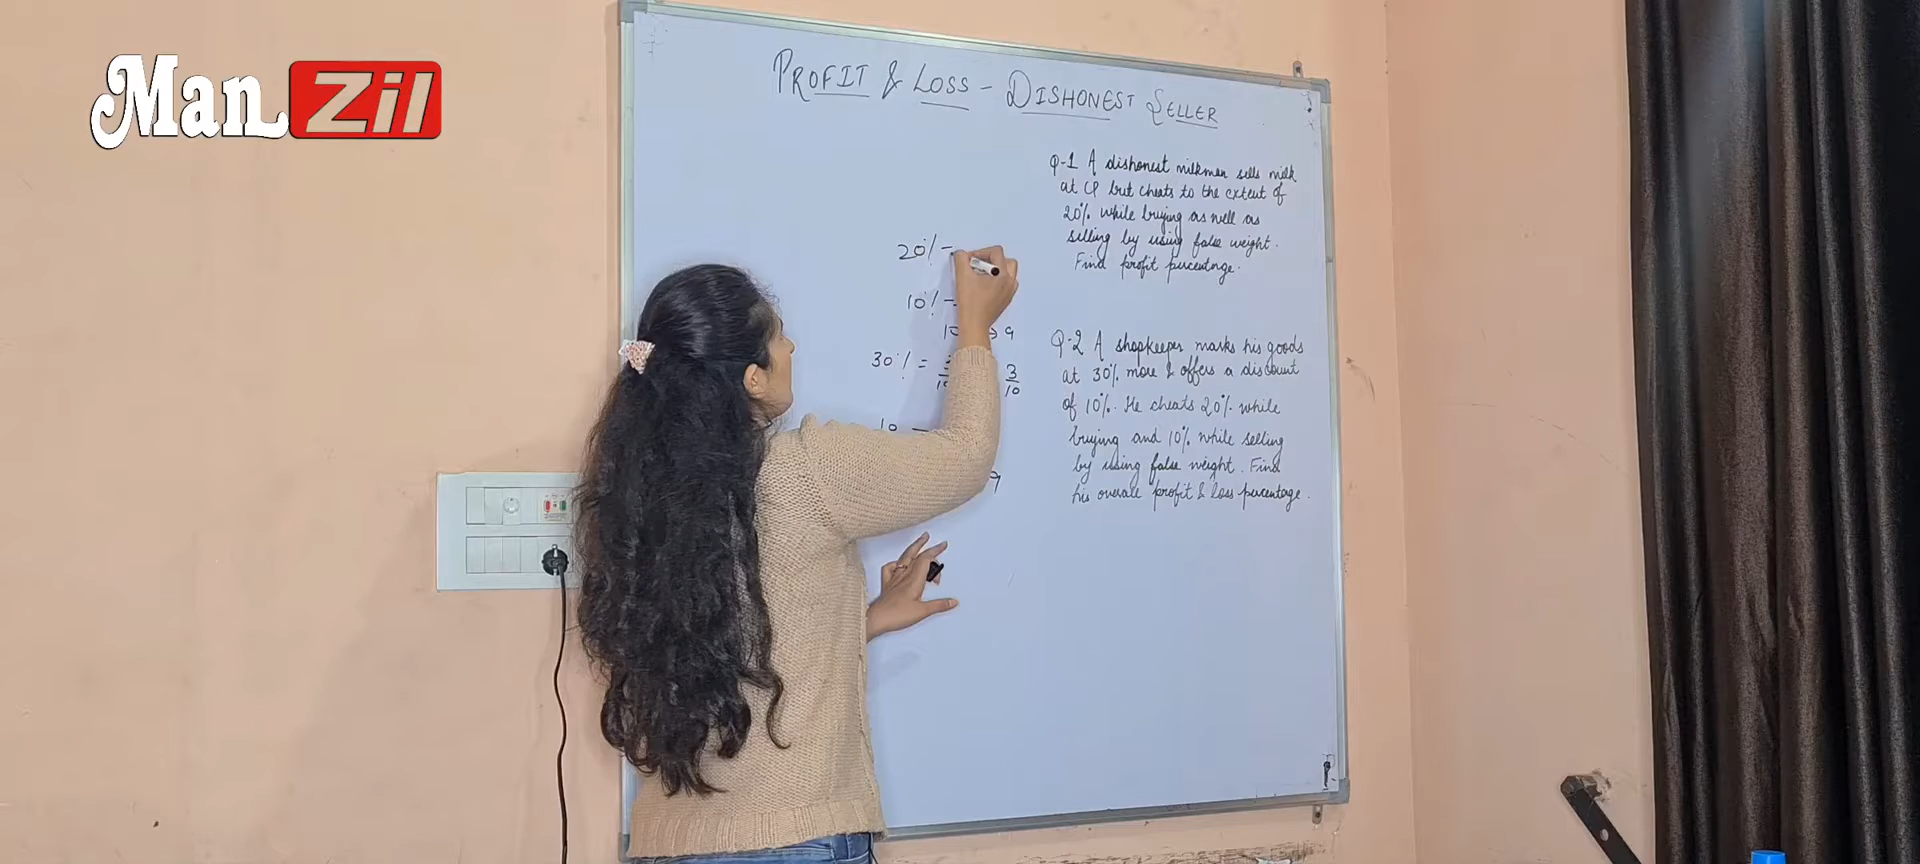 ManZil
PROFIT & LOSS - DISHONEST SELLER
Q-1 A dishonest milkman sells milk
at CP but cheats to the extent of
20% while buying as well as
selling by using false weight.
Find profit percentage.
Q-2 A shopkeeper marks his goods
at 30% more & offers a discount
of 10%. He cheats 20% while
buying and 10% while selling
by using false weight. Find
his overale profit & loss percentage.
20% -
10% -
9
30% =
3/10
10